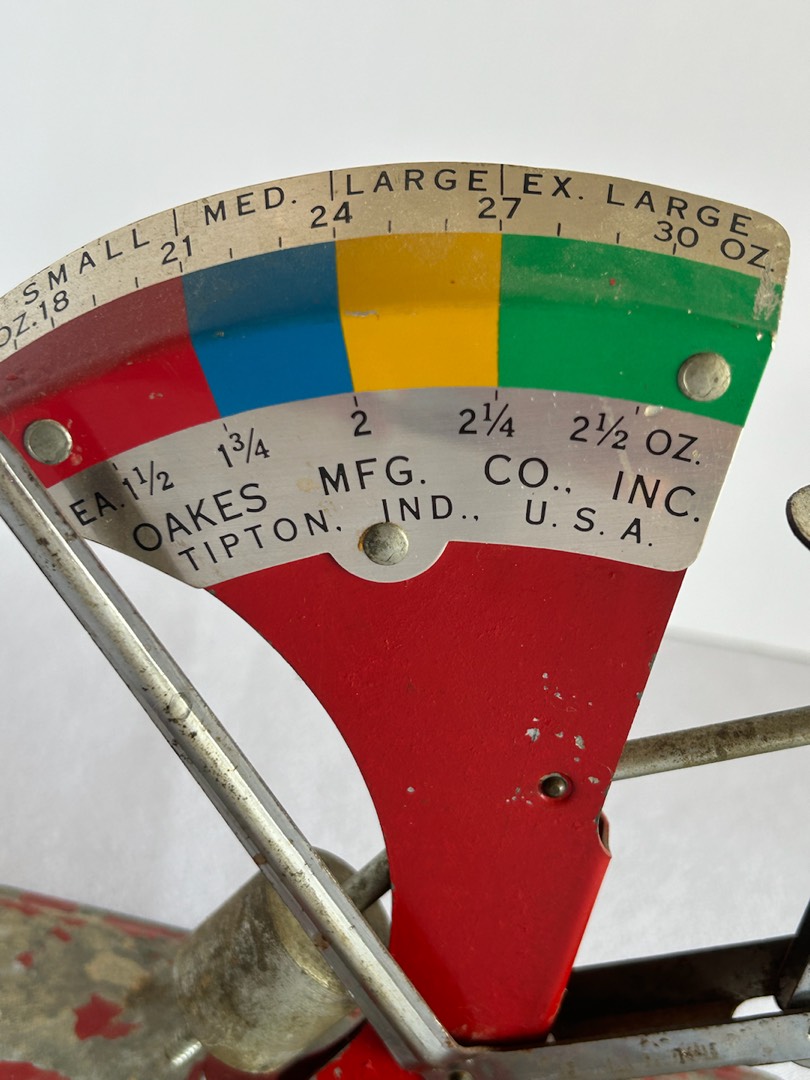 SMALL | MED. | LARGE | EX. LARGE
OZ. 18 21 24 27 30 OZ.
EA. 1½ 1¾ 2 2¼ 2½ OZ.
OAKES MFG. CO., INC.
TIPTON, IND., U.S.A.